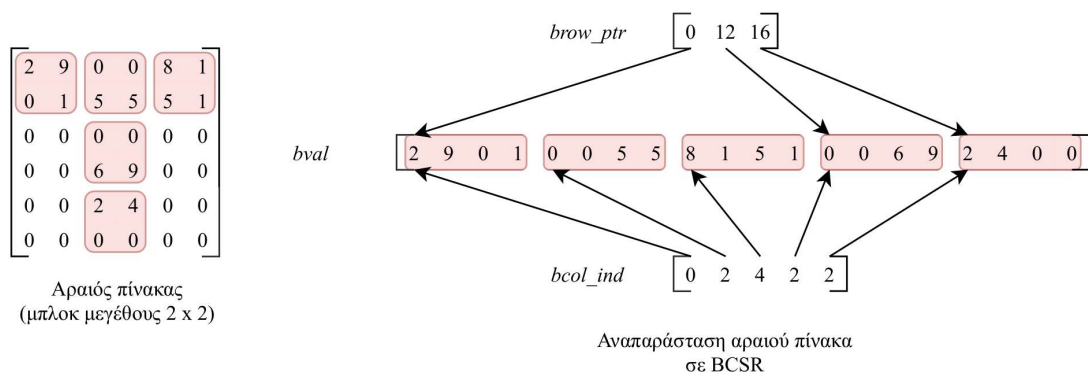 2 9 0 0 8 1
0 1 5 5 5 1
0 0 0 0 0 0
0 0 6 9 0 0
0 0 2 4 0 0
0 0 0 0 0 0
Αραιός πίνακας
(μπλοκ μεγέθους 2 x 2)
brow_ptr 0 12 16
bval 2 9 0 1 0 0 5 5 8 1 5 1 0 0 6 9 2 4 0 0
bcol_ind 0 2 4 2 2
Αναπαράσταση αραιού πίνακα
σε BCSR